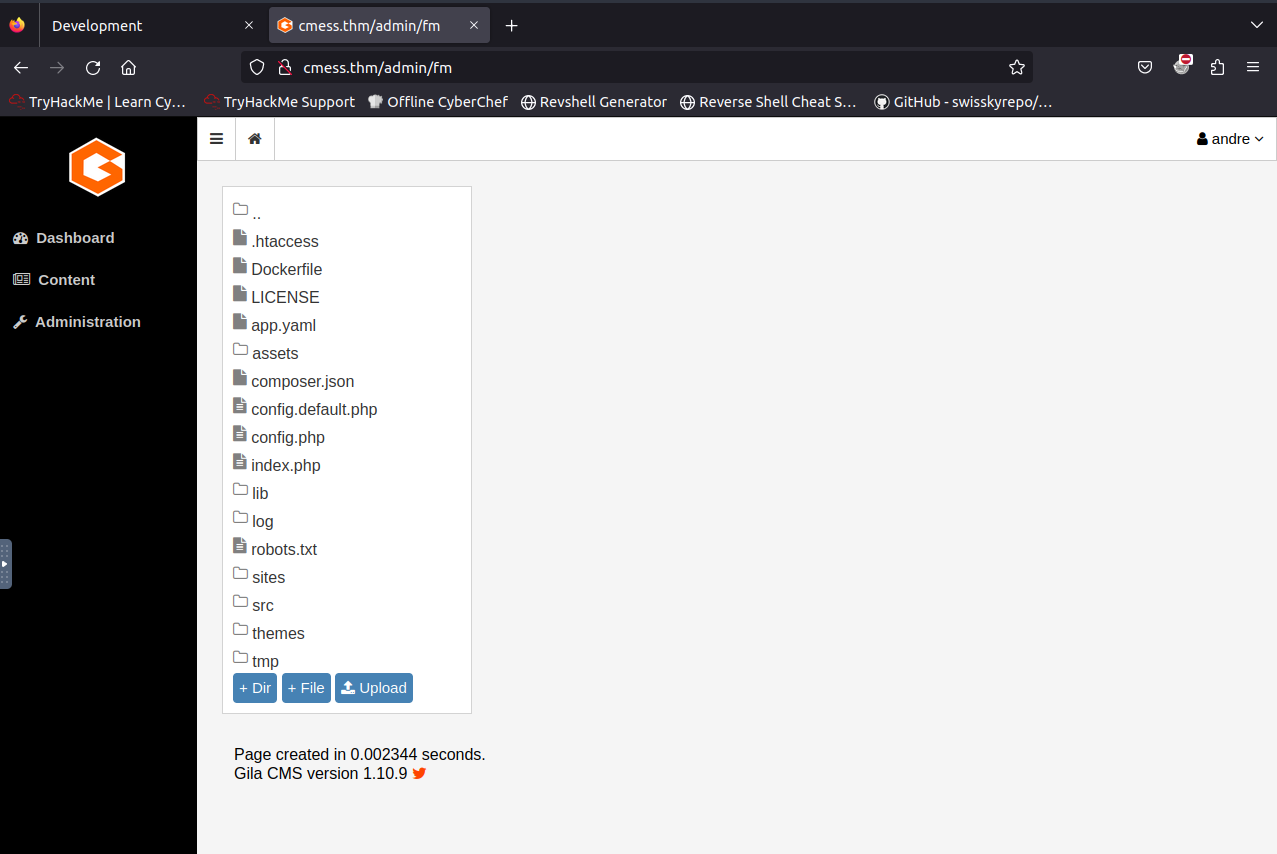 Development
cmess.thm/admin/fm
cmess.thm/admin/fm
TryHackMe | Learn Cy… TryHackMe Support Offline CyberChef Revshell Generator Reverse Shell Cheat S… GitHub - swisskyrepo/…
andre
Dashboard
Content
Administration
..
.htaccess
Dockerfile
LICENSE
app.yaml
assets
composer.json
config.default.php
config.php
index.php
lib
log
robots.txt
sites
src
themes
tmp
+ Dir + File Upload
Page created in 0.002344 seconds.
Gila CMS version 1.10.9